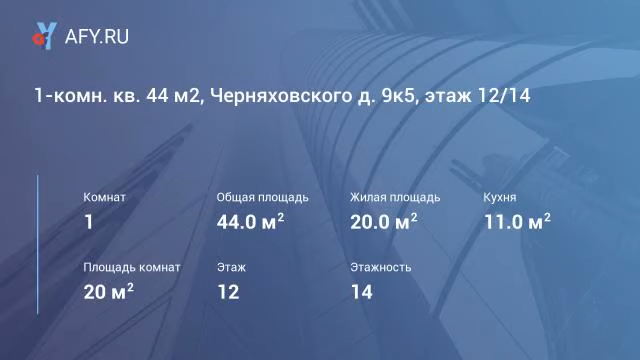 AFY.RU
1-комн. кв. 44 м2, Черняховского д. 9к5, этаж 12/14
Комнат
1
Общая площадь
44.0 м²
Жилая площадь
20.0 м²
Кухня
11.0 м²
Площадь комнат
20 м²
Этаж
12
Этажность
14